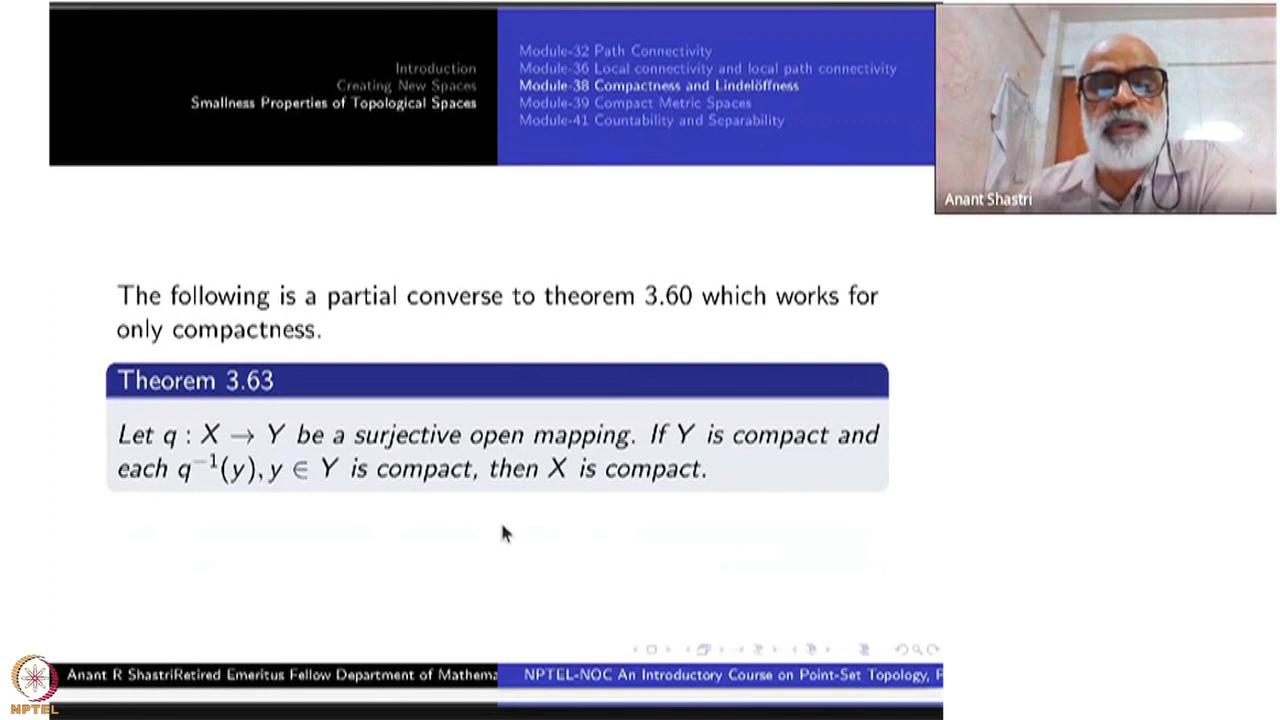 Introduction
Creating New Spaces
Smallness Properties of Topological Spaces
Module-32 Path Connectivity
Module-36 Local connectivity and local path connectivity
Module-38 Compactness and Lindelöffness
Module-39 Compact Metric Spaces
Module-41 Countability and Separability
Anant Shastri
The following is a partial converse to theorem 3.60 which works for
only compactness.
Theorem 3.63
Let q : X → Y be a surjective open mapping. If Y is compact and
each q⁻¹(y), y ∈ Y is compact, then X is compact.
Anant R ShastriRetired Emeritus Fellow Department of Mathema
NPTEL-NOC An Introductory Course on Point-Set Topology, P
NPTEL